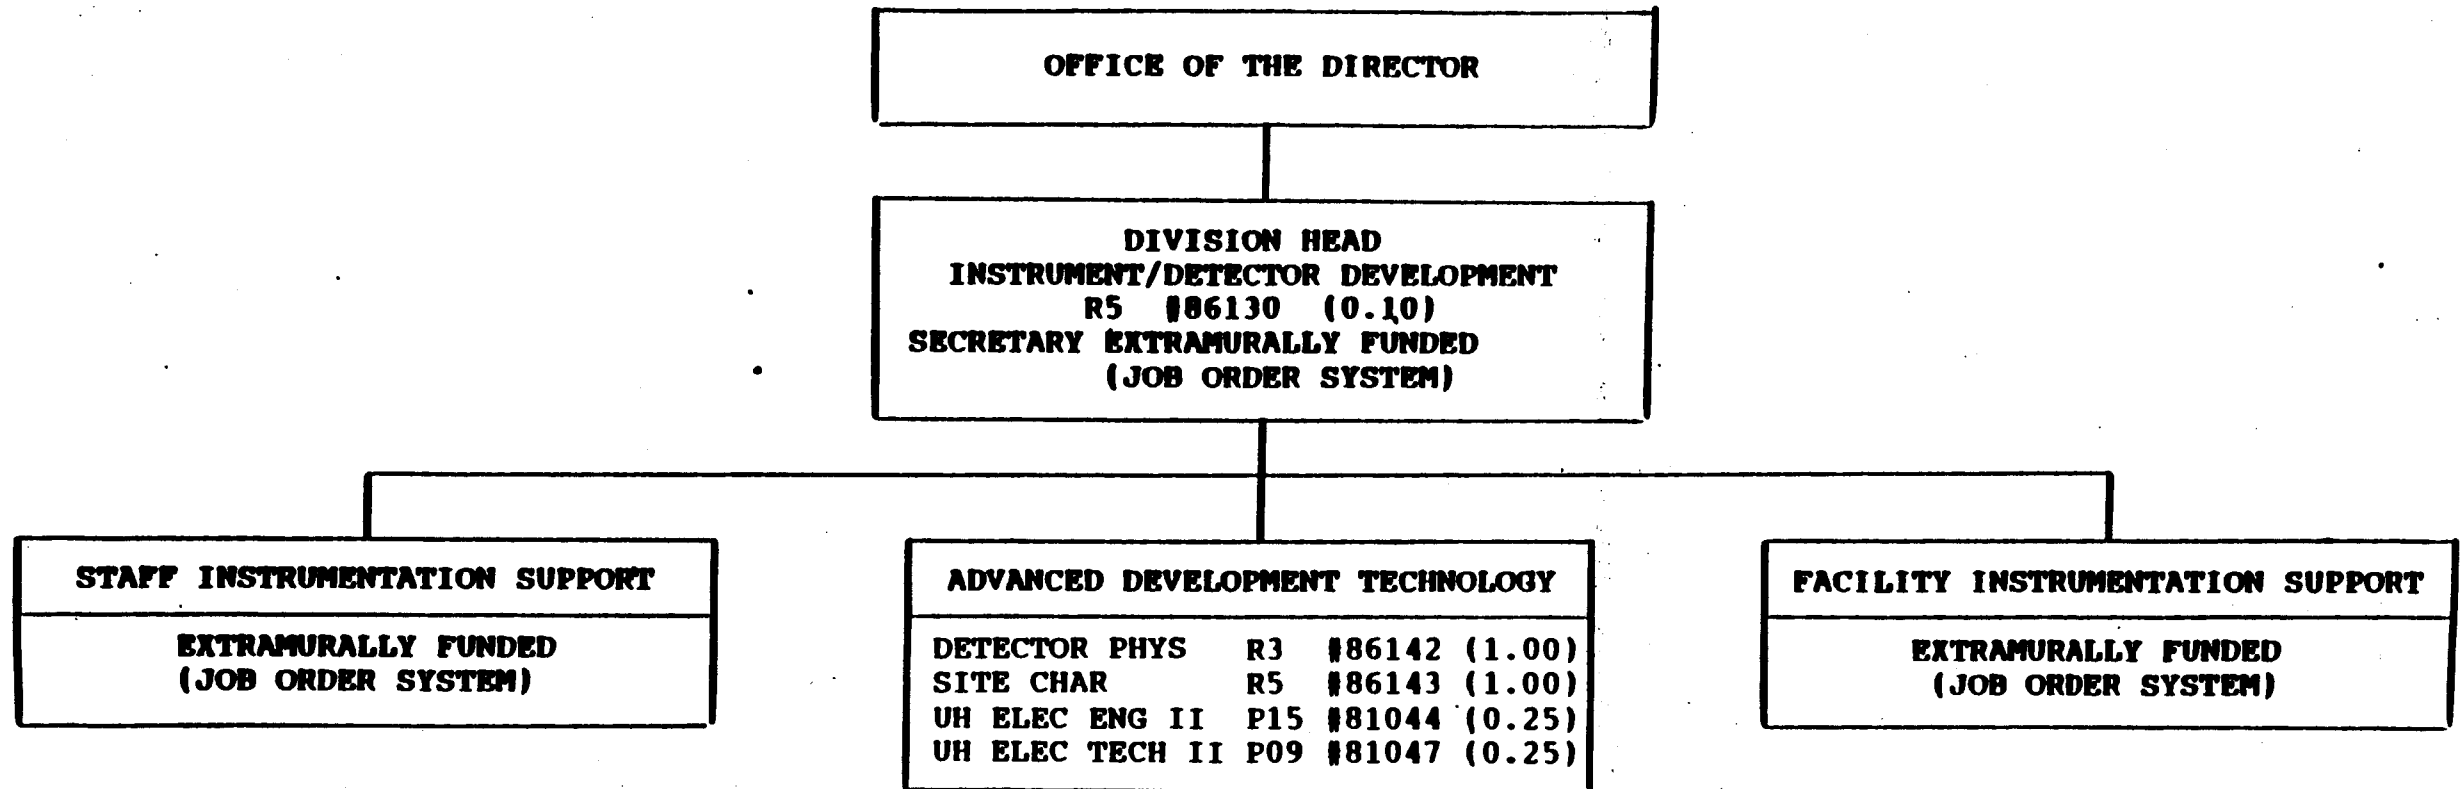 OFFICE OF THE DIRECTOR
DIVISION HEAD
INSTRUMENT/DETECTOR DEVELOPMENT
R5 #86130 (0.10)
SECRETARY EXTRAMURALLY FUNDED
(JOB ORDER SYSTEM)
STAFF INSTRUMENTATION SUPPORT
EXTRAMURALLY FUNDED
(JOB ORDER SYSTEM)
ADVANCED DEVELOPMENT TECHNOLOGY
DETECTOR PHYS R3 #86142 (1.00)
SITE CHAR R5 #86143 (1.00)
UH ELEC ENG II P15 #81044 (0.25)
UH ELEC TECH II P09 #81047 (0.25)
FACILITY INSTRUMENTATION SUPPORT
EXTRAMURALLY FUNDED
(JOB ORDER SYSTEM)